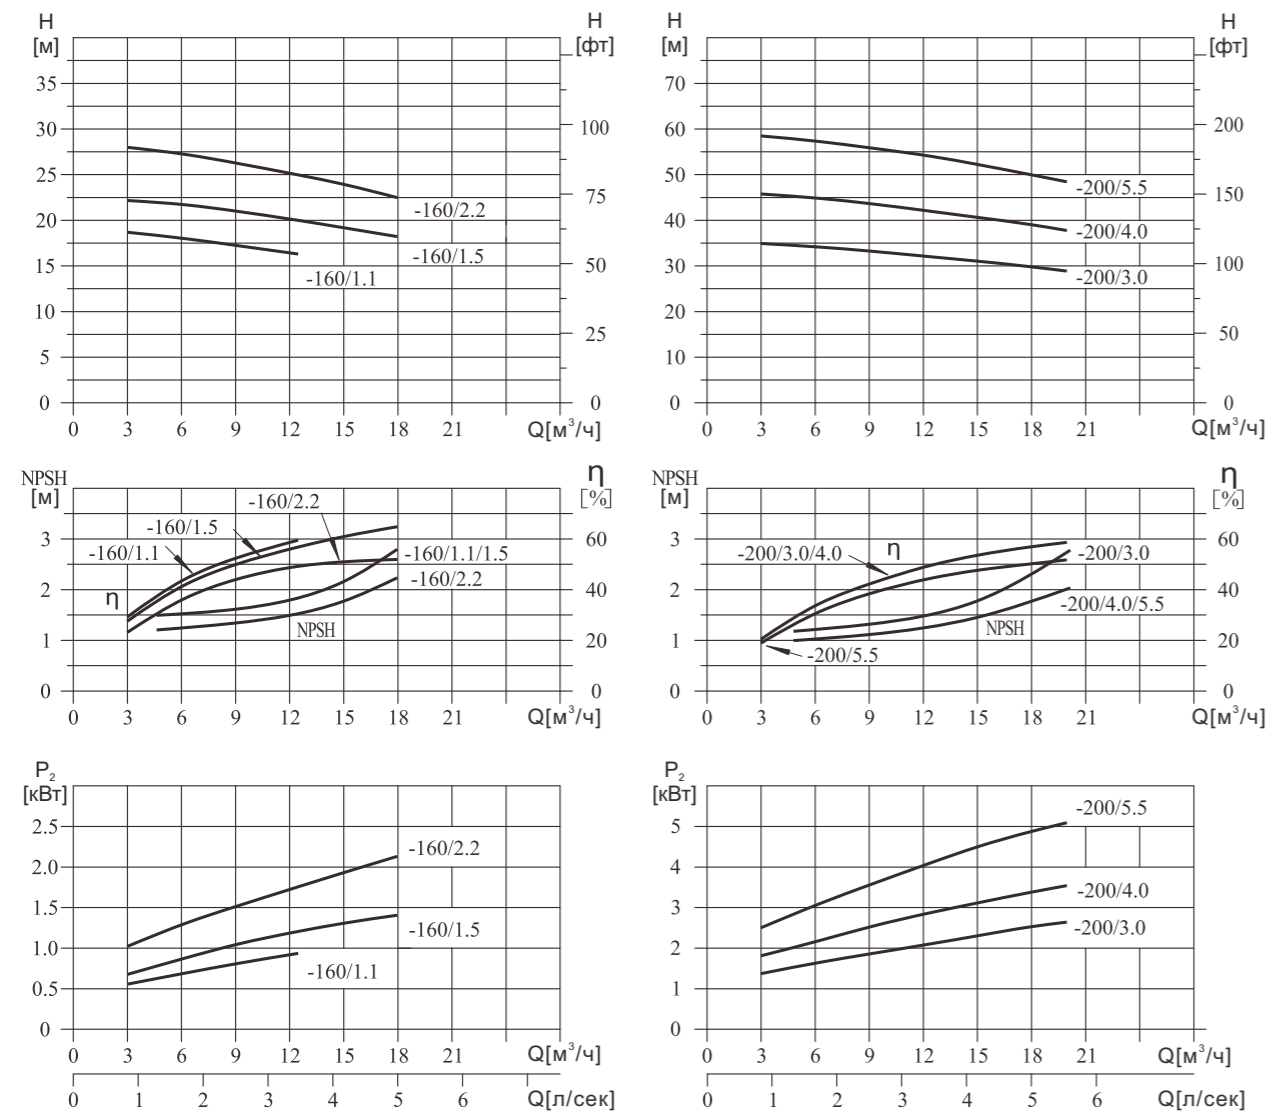 H H
[м] [фт]
35
30 100
25
75
20
15 50
10
25
5
0 0
-160/2.2
-160/1.5
-160/1.1
0 3 6 9 12 15 18 21 Q[м³/ч]
H H
[м] [фт]
70
60 200
50
150
40
30 100
20
50
10
0 0
-200/5.5
-200/4.0
-200/3.0
0 3 6 9 12 15 18 21 Q[м³/ч]
NPSH η
[м] [%]
-160/2.2
-160/1.5
3 60
-160/1.1 -160/1.1/1.5
-160/2.2
2 40
η
NPSH
1 20
0 0
0 3 6 9 12 15 18 21 Q[м³/ч]
NPSH η
[м] [%]
3 60
-200/3.0/4.0 η -200/3.0
2 40
-200/4.0/5.5
NPSH
1 20
-200/5.5
0 0
0 3 6 9 12 15 18 21 Q[м³/ч]
P₂
[кВт]
2.5
-160/2.2
2.0
1.5
-160/1.5
1.0
-160/1.1
0.5
0
0 3 6 9 12 15 18 21 Q[м³/ч]
0 1 2 3 4 5 6 Q[л/сек]
P₂
[кВт]
-200/5.5
5
4
-200/4.0
3
-200/3.0
2
1
0
0 3 6 9 12 15 18 21 Q[м³/ч]
0 1 2 3 4 5 6 Q[л/сек]